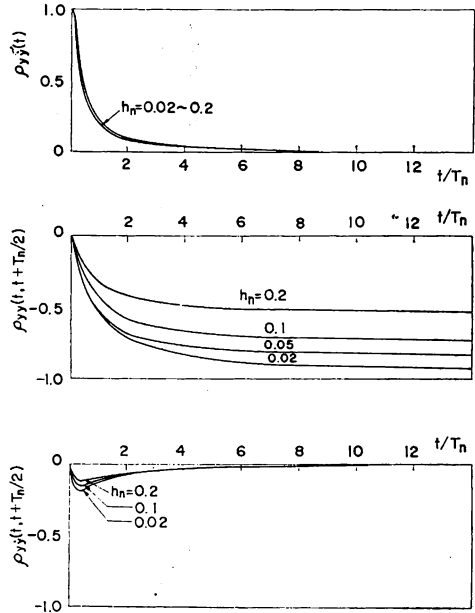 1.0
0.5
0
ρyẏ(t)
hn=0.02~0.2
2 4 6 8 10 12 t/Tn
2 4 6 8 10 12 t/Tn
0
-0.5
-1.0
ρyy(t, t+Tn/2)
hn=0.2
0.1
0.05
0.02
2 4 6 8 10 12 t/Tn
0
-0.5
-1.0
ρyẏ(t, t+Tn/2)
hn=0.2
0.1
0.02